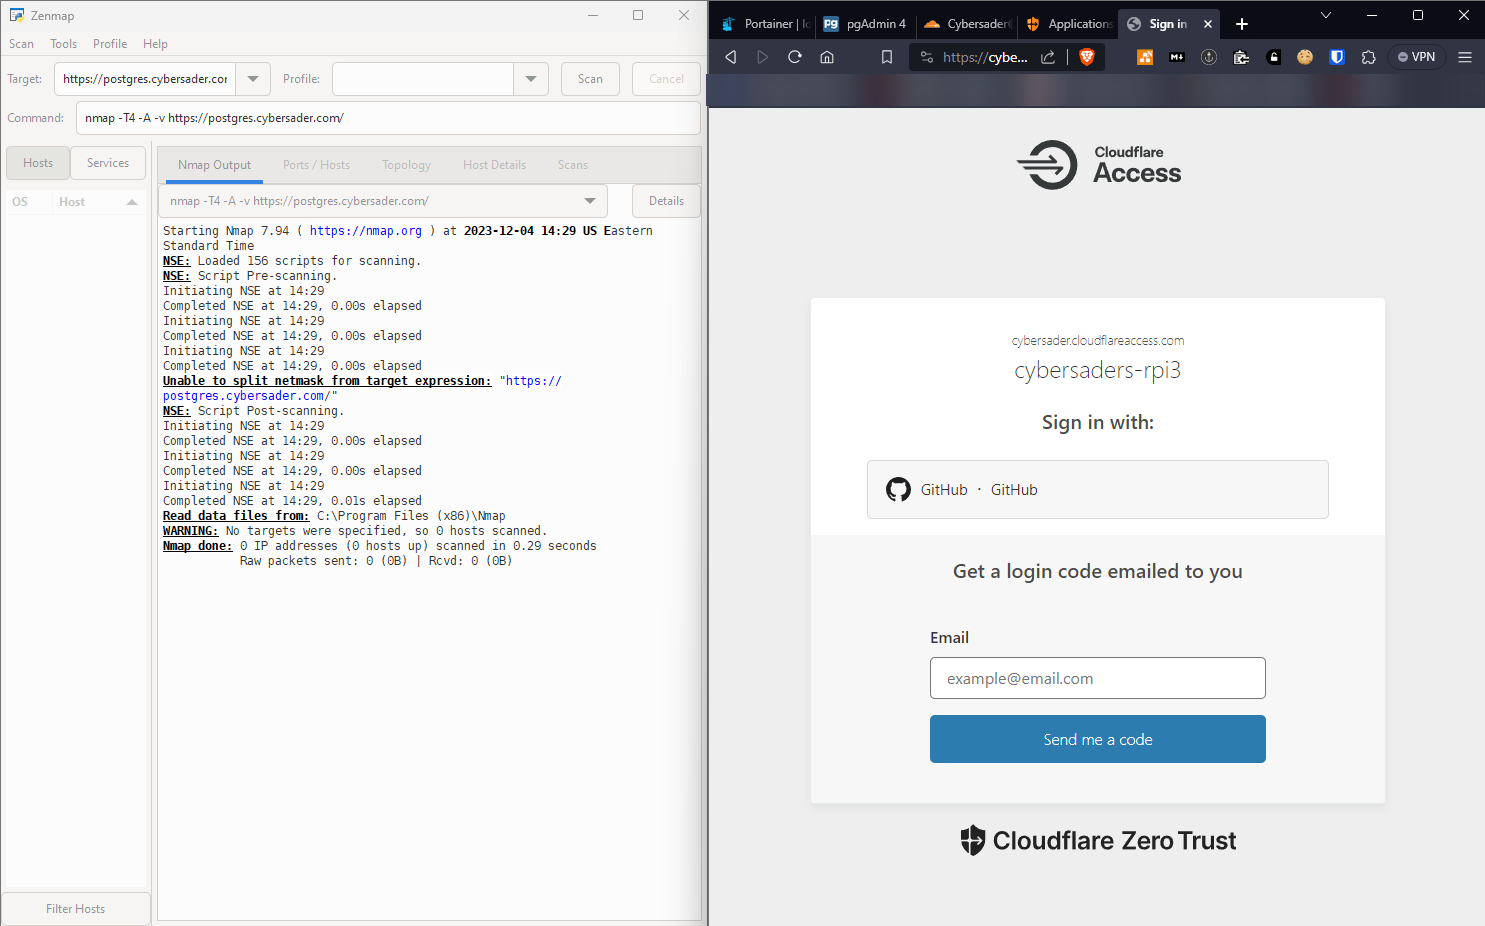 Zenmap
Scan Tools Profile Help
Target: https://postgres.cybersader.cor Profile: Scan Cancel
Command: nmap -T4 -A -v https://postgres.cybersader.com/
Hosts Services
OS Host
Filter Hosts
Nmap Output Ports / Hosts Topology Host Details Scans
nmap -T4 -A -v https://postgres.cybersader.com/ Details
Starting Nmap 7.94 ( https://nmap.org ) at 2023-12-04 14:29 US Eastern
Standard Time
NSE: Loaded 156 scripts for scanning.
NSE: Script Pre-scanning.
Initiating NSE at 14:29
Completed NSE at 14:29, 0.00s elapsed
Initiating NSE at 14:29
Completed NSE at 14:29, 0.00s elapsed
Initiating NSE at 14:29
Completed NSE at 14:29, 0.00s elapsed
Unable to split netmask from target expression: "https://
postgres.cybersader.com/"
NSE: Script Post-scanning.
Initiating NSE at 14:29
Completed NSE at 14:29, 0.00s elapsed
Initiating NSE at 14:29
Completed NSE at 14:29, 0.00s elapsed
Initiating NSE at 14:29
Completed NSE at 14:29, 0.01s elapsed
Read data files from: C:\Program Files (x86)\Nmap
WARNING: No targets were specified, so 0 hosts scanned.
Nmap done: 0 IP addresses (0 hosts up) scanned in 0.29 seconds
Raw packets sent: 0 (0B) | Rcvd: 0 (0B)
Portainer | lo Pg pgAdmin 4 Cybersader Applications Sign in
https://cybe... M VPN
Cloudflare
Access
cybersader.cloudflareaccess.com
cybersaders-rpi3
Sign in with:
GitHub · GitHub
Get a login code emailed to you
Email
example@email.com
Send me a code
Cloudflare Zero Trust